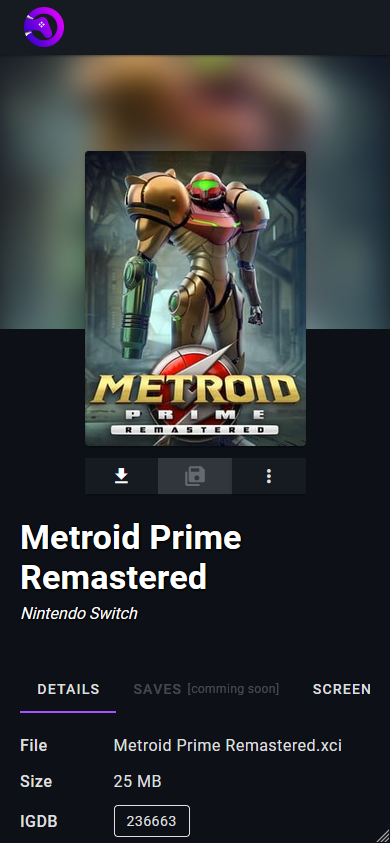 METROID
PRIME
REMASTERED
Metroid Prime
Remastered
Nintendo Switch
DETAILS SAVES [comming soon] SCREEN
File Metroid Prime Remastered.xci
Size 25 MB
IGDB 236663